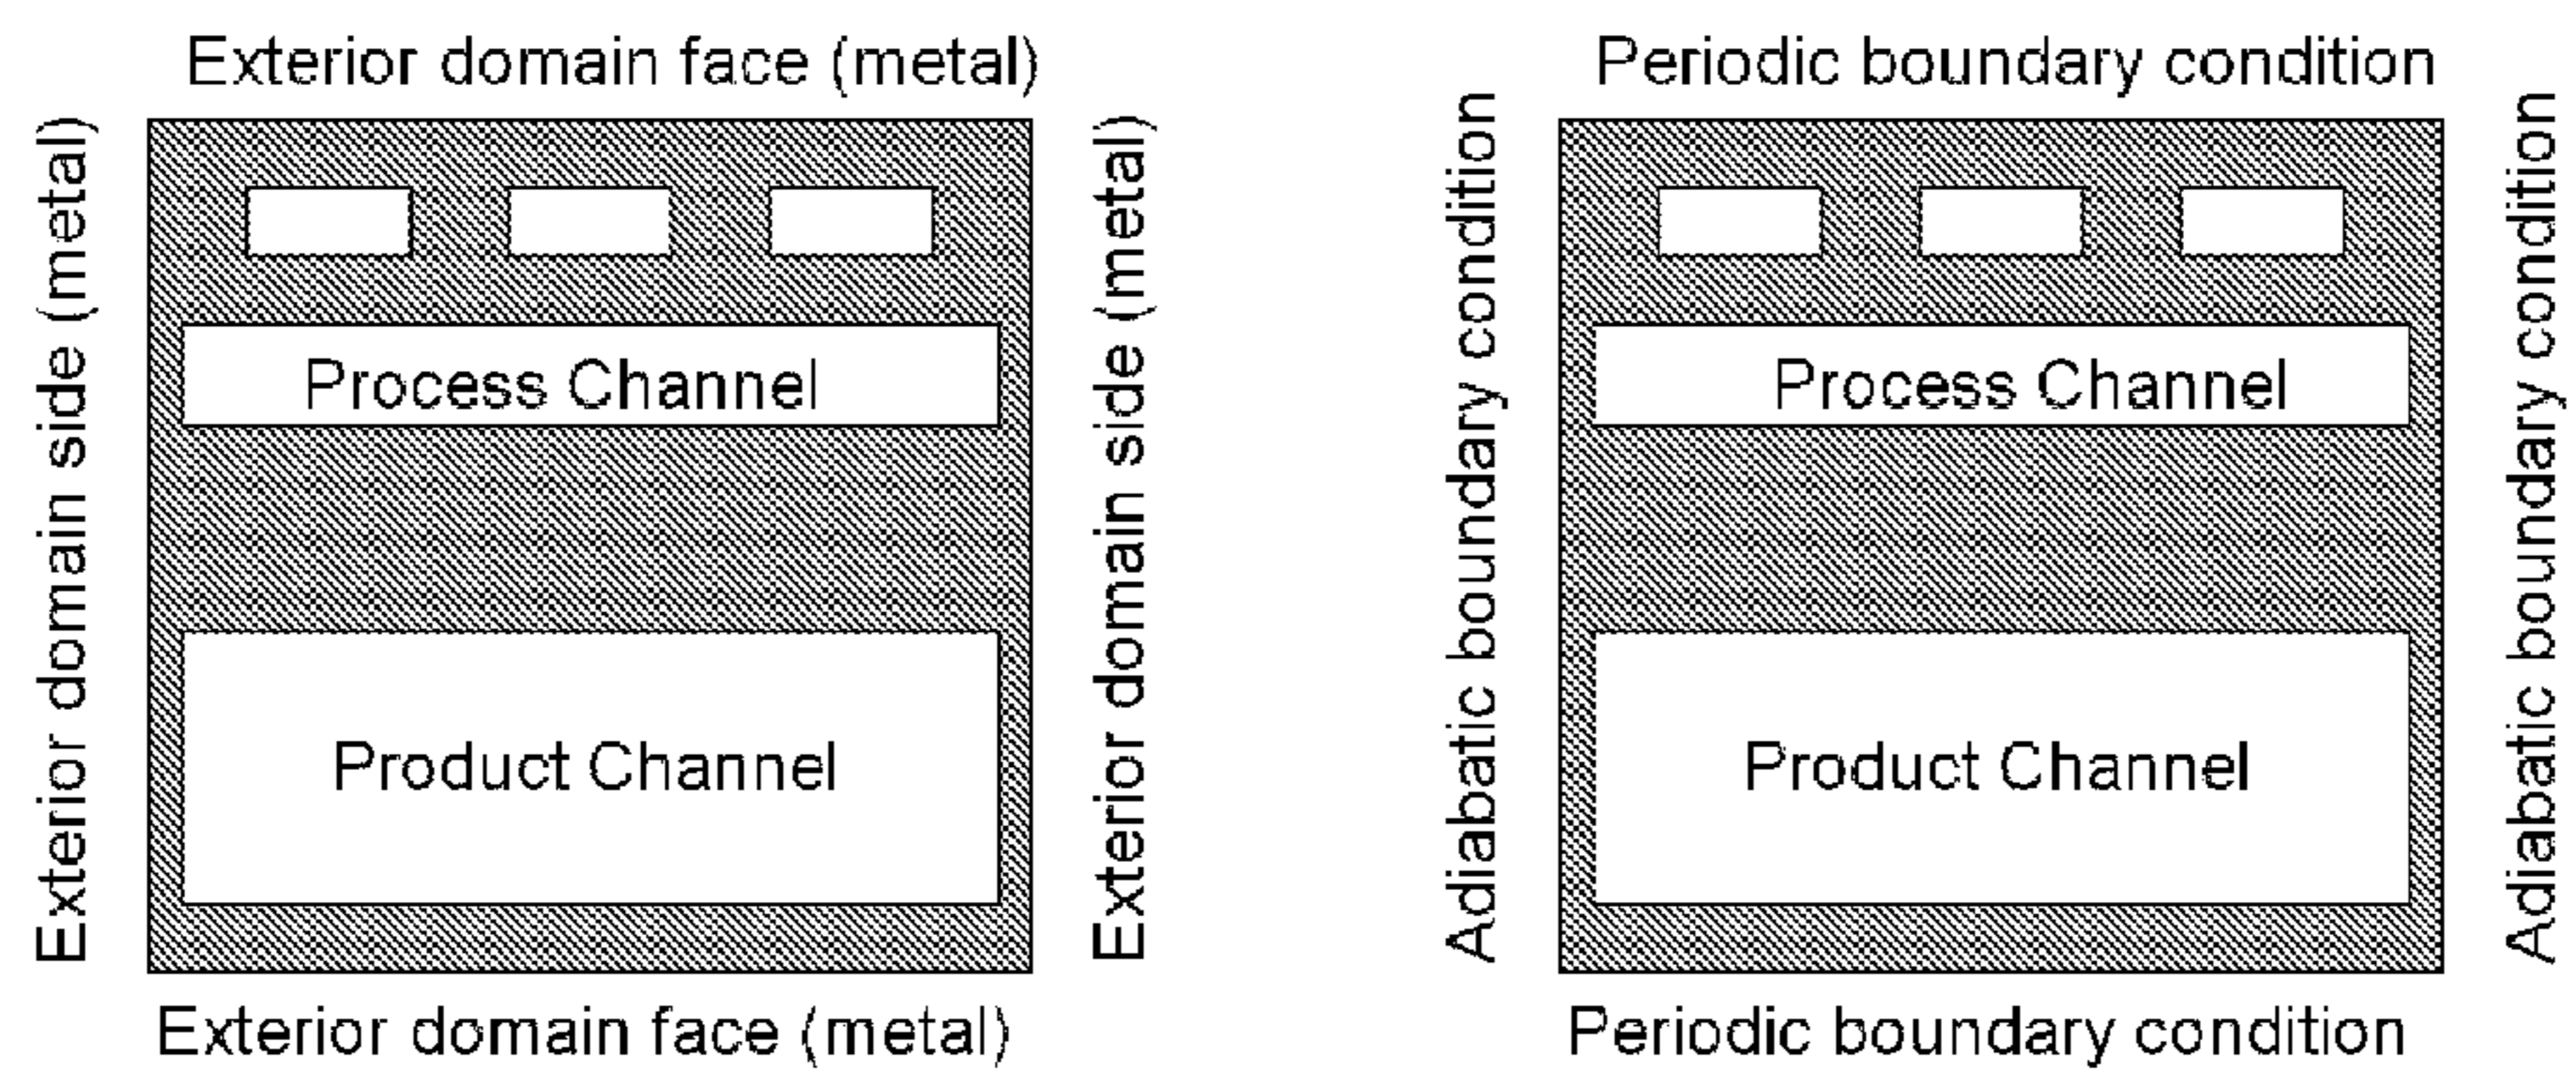 Exterior domain face (metal)
Exterior domain side (metal)
Process Channel
Product Channel
Exterior domain side (metal)
Exterior domain face (metal)
Periodic boundary condition
Adiabatic boundary condition
Process Channel
Product Channel
Adiabatic boundary condition
Periodic boundary condition